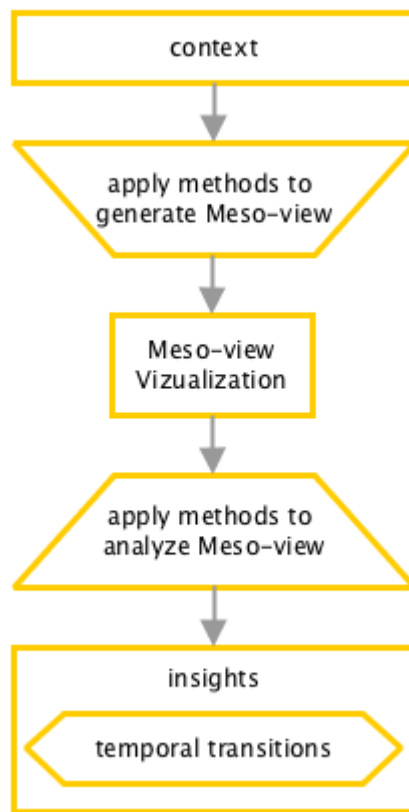 context
apply methods to
generate Meso-view
Meso-view
Vizualization
apply methods to
analyze Meso-view
insights
temporal transitions